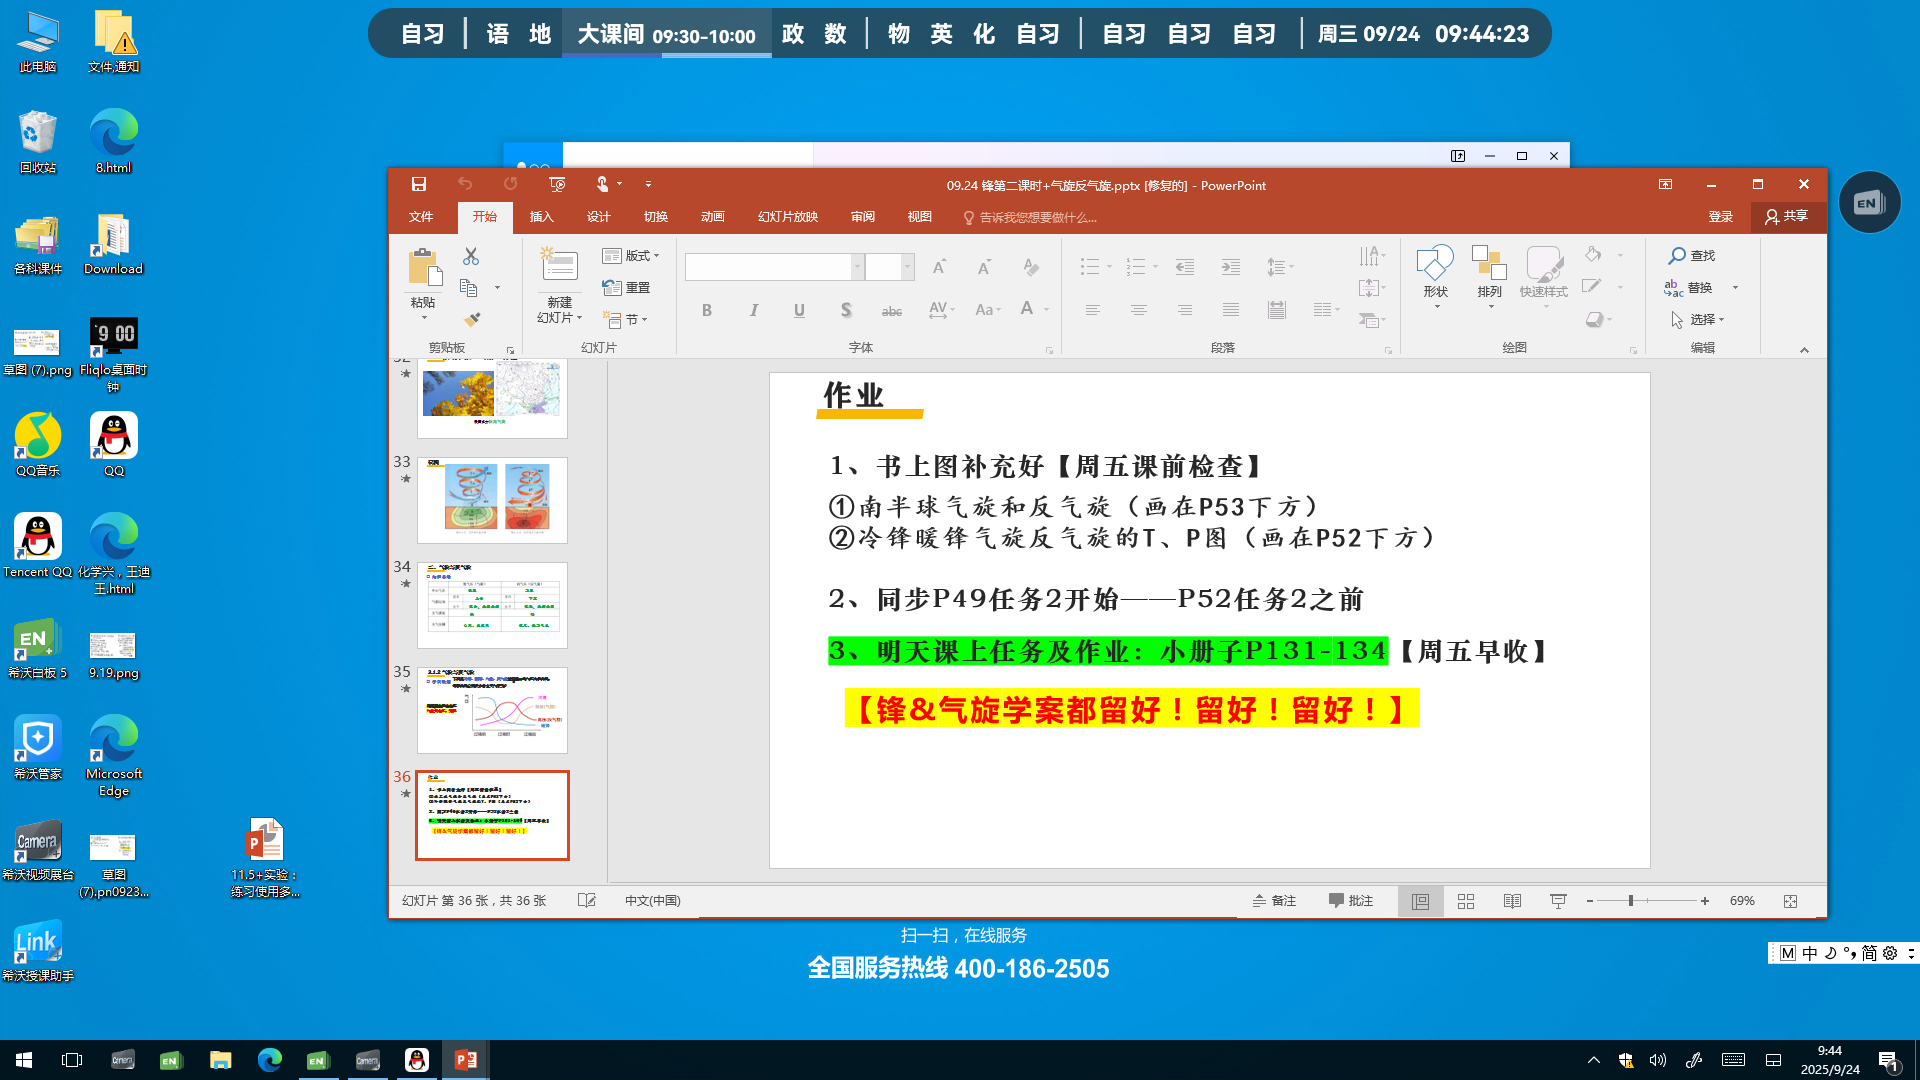 自习 | 语 地 大课间 09:30-10:00 政 数 | 物 英 化 自习 | 自习 自习 自习 | 周三 09/24 09:44:23
此电脑
文件,通知
回收站
8.html
各科课件
Download
草图 (7).png
Fliqlo桌面时钟
QQ音乐
QQ
Tencent QQ
化学兴，王迪王.html
希沃白板 5
9.19.png
希沃管家
Microsoft Edge
希沃视频展台
草图 (7).pn0923...
11.5+实验：练习使用多...
希沃授课助手
09.24 锋第二课时+气旋反气旋.pptx [修复的] - PowerPoint
文件 开始 插入 设计 切换 动画 幻灯片放映 审阅 视图 告诉我您想要做什么... 登录 共享
粘贴
新建
幻灯片
版式
重置
节
剪贴板 幻灯片 字体 段落 绘图 编辑
形状 排列 快速样式
查找
替换
选择
33
34
35
36
作业
1、书上图补充好【周五课前检查】
①南半球气旋和反气旋（画在P53下方）
②冷锋暖锋气旋反气旋的T、P图（画在P52下方）
2、同步P49任务2开始——P52任务2之前
3、明天课上任务及作业：小册子P131-134【周五早收】
【锋&气旋学案都留好！留好！留好！】
幻灯片 第 36 张，共 36 张 中文(中国) 备注 批注 69%
扫一扫，在线服务
全国服务热线 400-186-2505
M 中 简
EN
9:44
2025/9/24